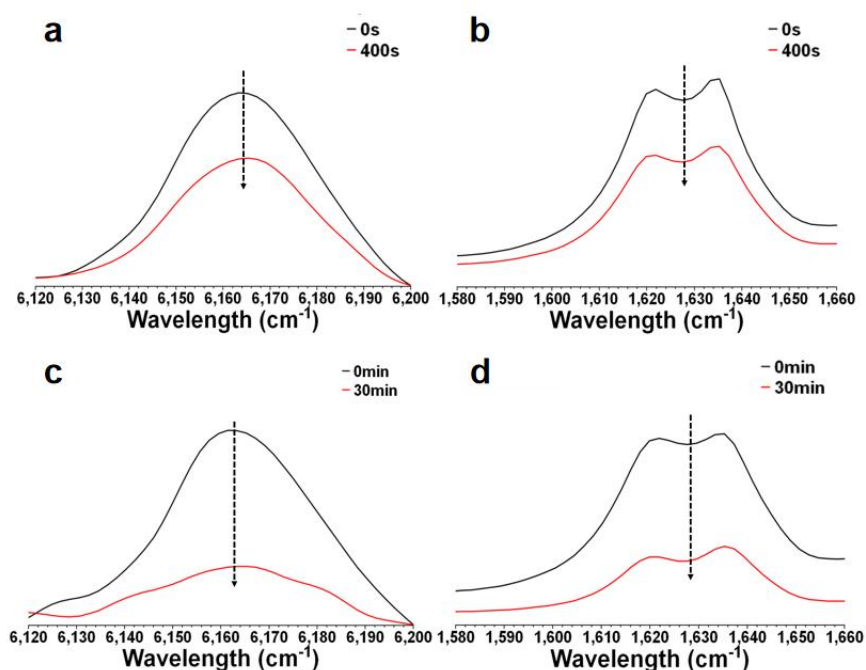 a
0s
400s
6,120 6,130 6,140 6,150 6,160 6,170 6,180 6,190 6,200
Wavelength (cm-1)
b
0s
400s
1,580 1,590 1,600 1,610 1,620 1,630 1,640 1,650 1,660
Wavelength (cm-1)
c
0min
30min
6,120 6,130 6,140 6,150 6,160 6,170 6,180 6,190 6,200
Wavelength (cm-1)
d
0min
30min
1,580 1,590 1,600 1,610 1,620 1,630 1,640 1,650 1,660
Wavelength (cm-1)